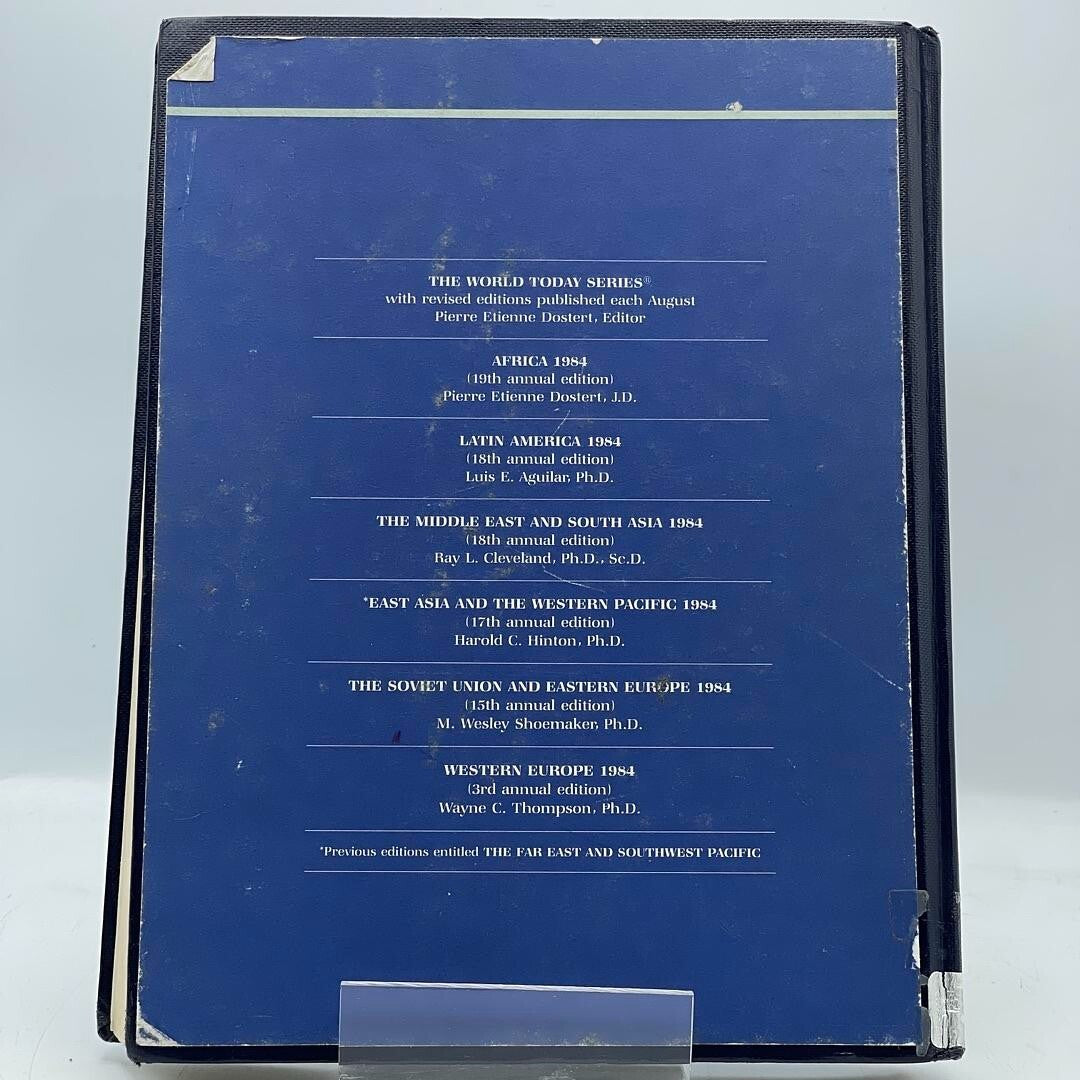 THE WORLD TODAY SERIES®
with revised editions published each August
Pierre Etienne Dostert, Editor
AFRICA 1984
(19th annual edition)
Pierre Etienne Dostert, J.D.
LATIN AMERICA 1984
(18th annual edition)
Luis E. Aguilar, Ph.D.
THE MIDDLE EAST AND SOUTH ASIA 1984
(18th annual edition)
Ray L. Cleveland, Ph.D., Sc.D.
*EAST ASIA AND THE WESTERN PACIFIC 1984
(17th annual edition)
Harold C. Hinton, Ph.D.
THE SOVIET UNION AND EASTERN EUROPE 1984
(15th annual edition)
M. Wesley Shoemaker, Ph.D.
WESTERN EUROPE 1984
(3rd annual edition)
Wayne C. Thompson, Ph.D.
*Previous editions entitled THE FAR EAST AND SOUTHWEST PACIFIC